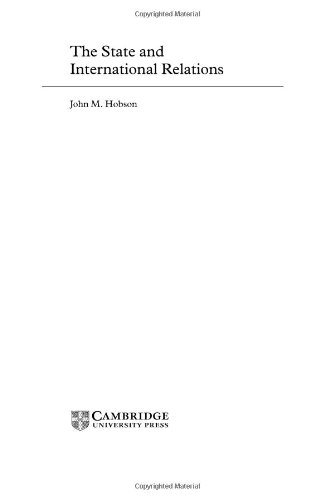 Copyrighted Material
The State and
International Relations
John M. Hobson
CAMBRIDGE
UNIVERSITY PRESS
Copyrighted Material